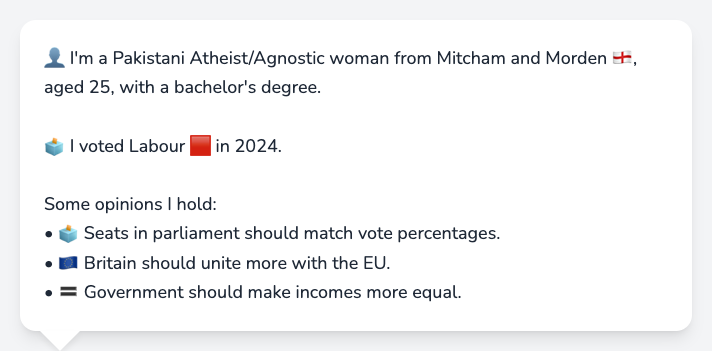 👤 I'm a Pakistani Atheist/Agnostic woman from Mitcham and Morden 🏴󠁧󠁢󠁥󠁮󠁧󠁿,
aged 25, with a bachelor's degree.
🗳️ I voted Labour 🟥 in 2024.
Some opinions I hold:
• 🗳️ Seats in parliament should match vote percentages.
• 🇪🇺 Britain should unite more with the EU.
• 🟰 Government should make incomes more equal.